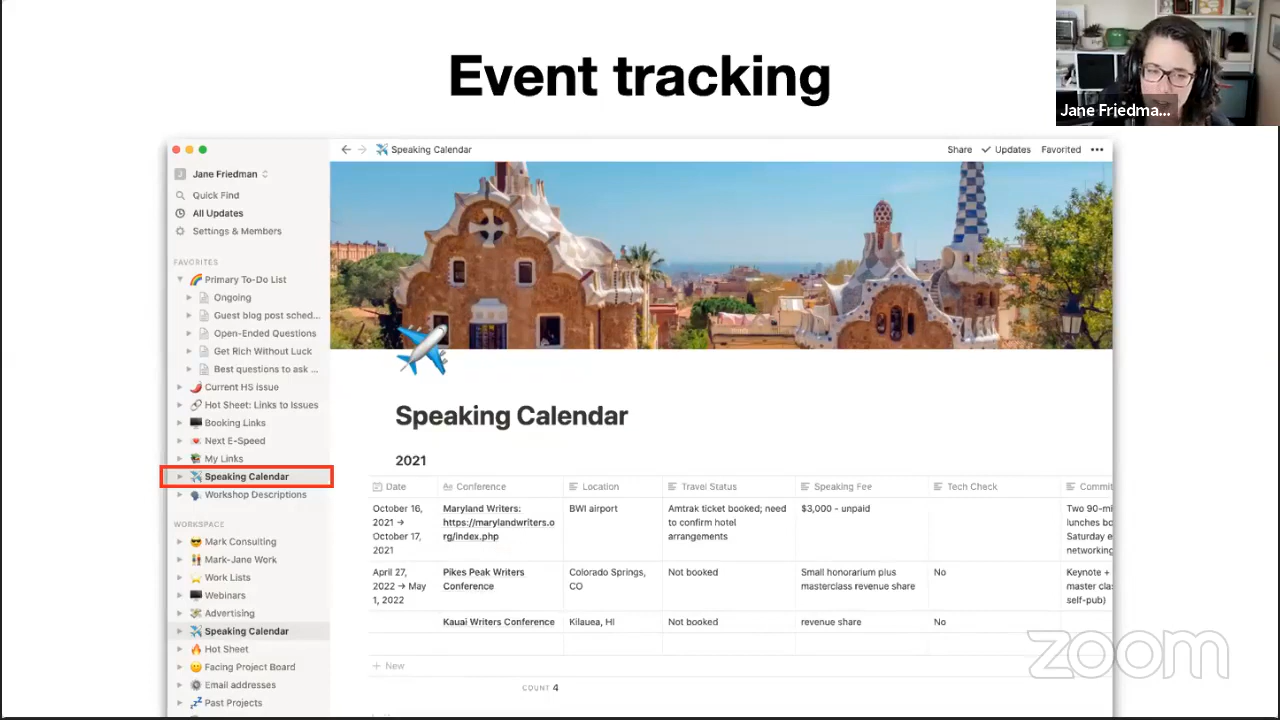 Event tracking
Jane Friedma...
Speaking Calendar
Share
Updates
Favorited
Jane Friedman
Quick Find
All Updates
Settings & Members
FAVORITES
Primary To-Do List
Ongoing
Guest blog post sched...
Open-Ended Questions
Get Rich Without Luck
Best questions to ask ...
Current HS issue
Hot Sheet: Links to Issues
Booking Links
Next E-Speed
My Links
Speaking Calendar
Workshop Descriptions
WORKSPACE
Mark Consulting
Mark-Jane Work
Work Lists
Webinars
Advertising
Speaking Calendar
Hot Sheet
Facing Project Board
Email addresses
Past Projects
Speaking Calendar
2021
Date
Conference
Location
Travel Status
Speaking Fee
Tech Check
Commit
October 16,
2021 →
October 17,
2021
Maryland Writers:
https://marylandwriters.o
rg/index.php
BWI airport
Amtrak ticket booked; need
to confirm hotel
arrangements
$3,000 - unpaid
Two 90-mi
lunches bo
Saturday e
networking
April 27,
2022 → May
1, 2022
Pikes Peak Writers
Conference
Colorado Springs,
CO
Not booked
Small honorarium plus
masterclass revenue share
No
Keynote +
master cla
self-pub)
Kauai Writers Conference
Kilauea, HI
Not booked
revenue share
No
+ New
COUNT 4
zoom